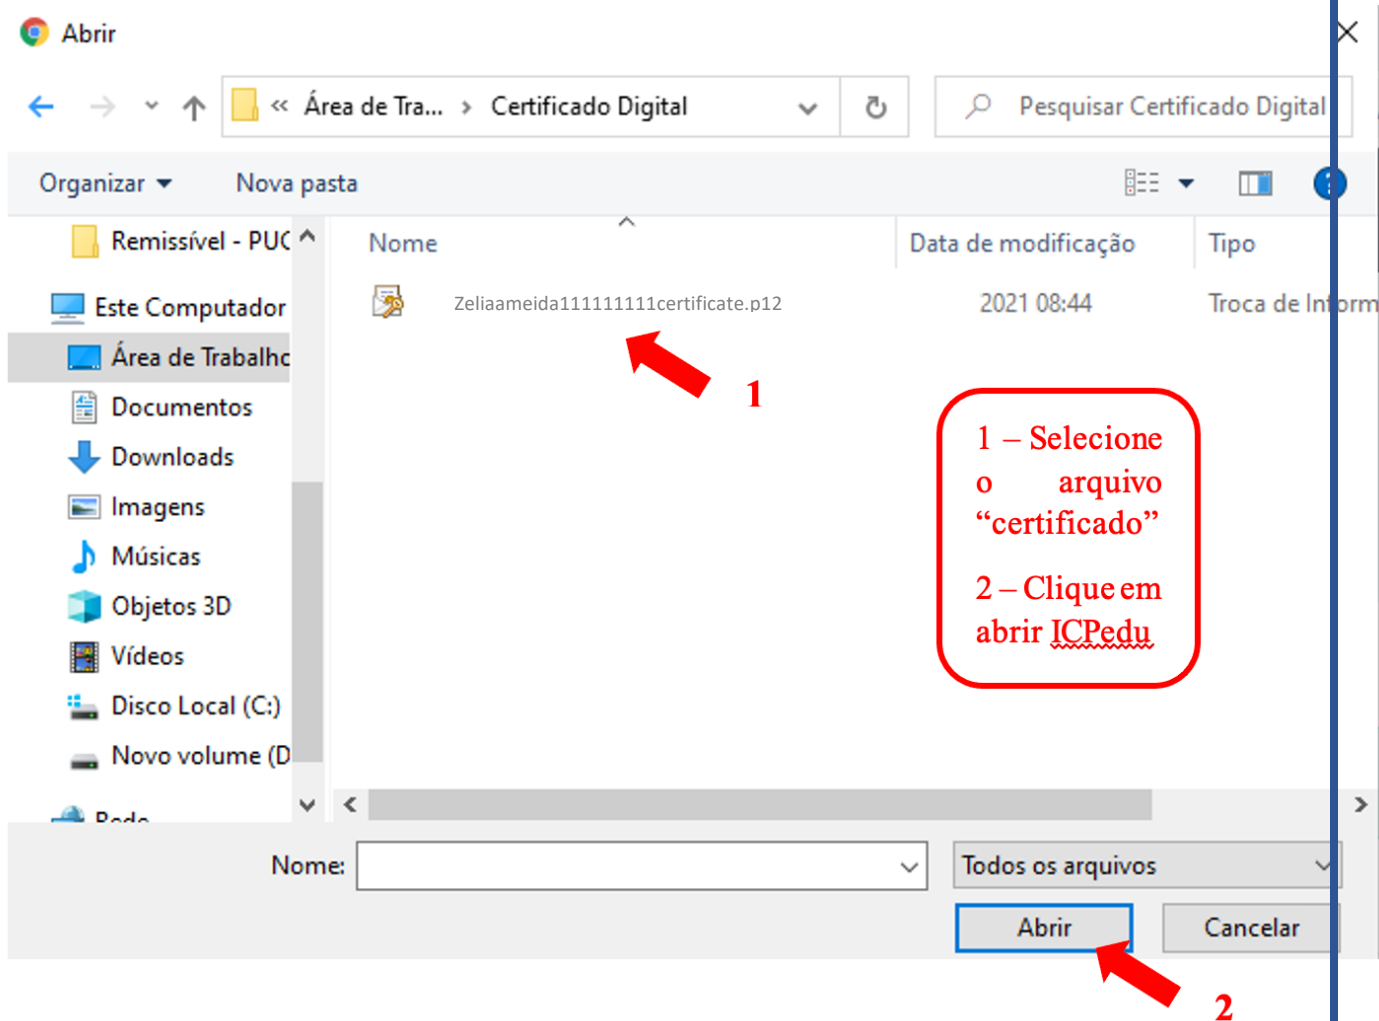 Abrir
« Área de Tra... › Certificado Digital
Pesquisar Certificado Digital
Organizar
Nova pasta
?
Remissível - PUC
Este Computador
Área de Trabalho
Documentos
Downloads
Imagens
Músicas
Objetos 3D
Vídeos
Disco Local (C:)
Novo volume (D
Rede
Nome
Data de modificação
Tipo
Zeliaameida111111111certificate.p12
2021 08:44
Troca de Inform
1
1 – Selecione
o arquivo
“certificado”
2 – Clique em
abrir ICPedu
Nome:
Todos os arquivos
Abrir
Cancelar
2